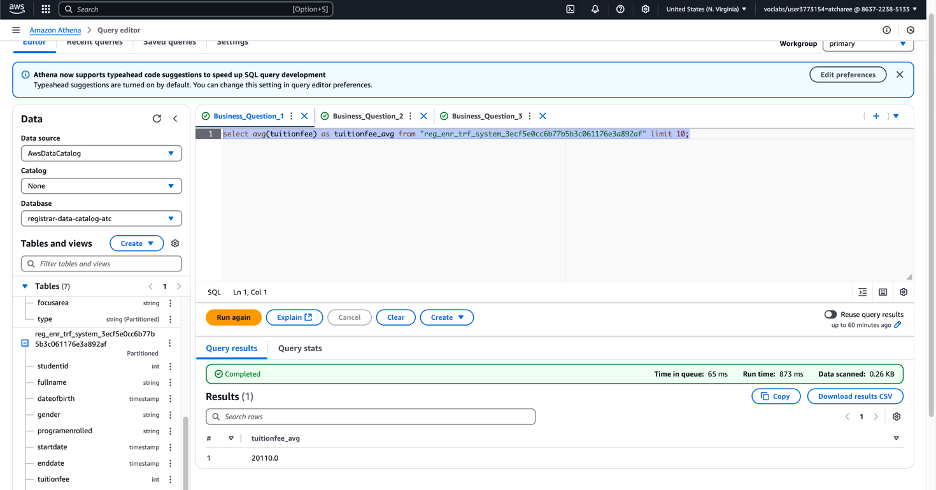 aws Search [Option+S] United States (N. Virginia) voclabs/user3773154=atcharee @ 8637-2238-5133
Amazon Athena > Query editor
Editor Recent queries Saved queries Settings Workgroup primary
Athena now supports typeahead code suggestions to speed up SQL query development
Typeahead suggestions are turned on by default. You can change this setting in query editor preferences.
Edit preferences
Data
Data source
AwsDataCatalog
Catalog
None
Database
registrar-data-catalog-atc
Tables and views Create
Filter tables and views
Tables (7) 1
focusarea string
type string (Partitioned)
reg_enr_trf_system_3ecf5e0cc6b77b
5b3c061176e3a892af
Partitioned
studentid int
fullname string
dateofbirth timestamp
gender string
programenrolled string
startdate timestamp
enddate timestamp
tuitionfee int
Business_Question_1 Business_Question_2 Business_Question_3
1 select avg(tuitionfee) as tuitionfee_avg from "reg_enr_trf_system_3ecf5e0cc6b77b5b3c061176e3a892af" limit 10;
SQL Ln 1, Col 1
Run again Explain Cancel Clear Create
Reuse query results
up to 60 minutes ago
Query results Query stats
Completed Time in queue: 65 ms Run time: 873 ms Data scanned: 0.26 KB
Results (1) Copy Download results CSV
Search rows 1
# tuitionfee_avg
1 20110.0